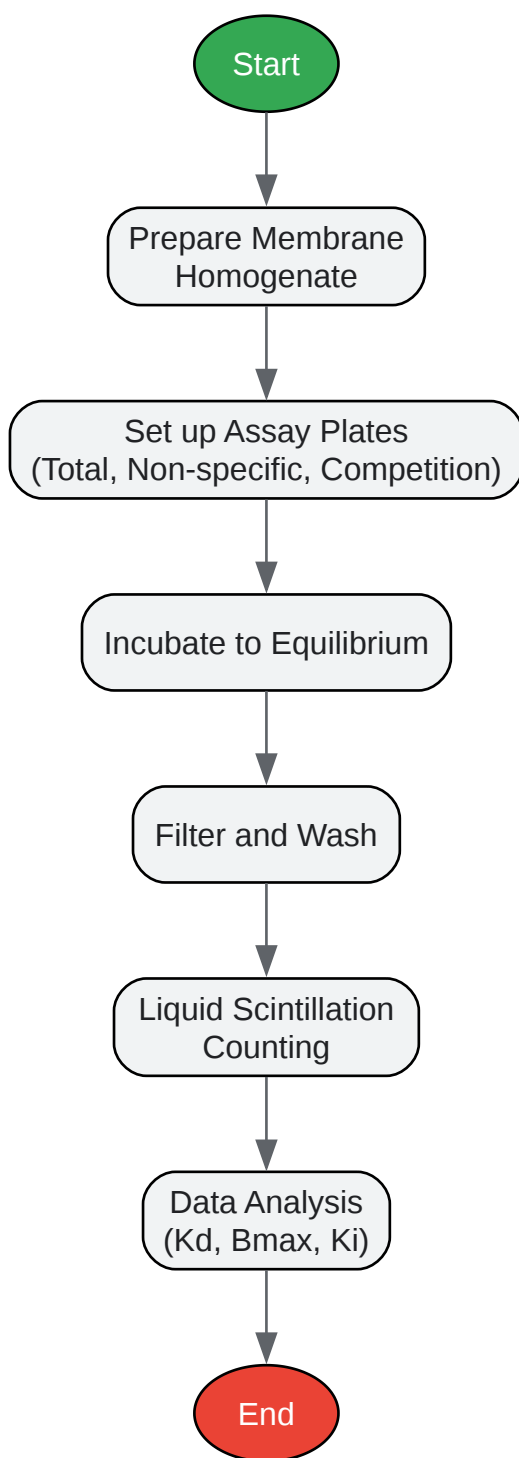 Start
Prepare Membrane
Homogenate
Set up Assay Plates
(Total, Non-specific, Competition)
Incubate to Equilibrium
Filter and Wash
Liquid Scintillation
Counting
Data Analysis
(Kd, Bmax, Ki)
End